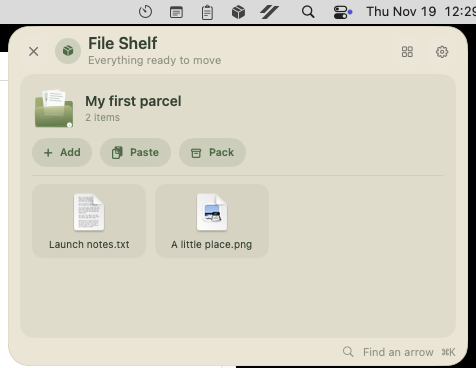 Thu Nov 19 12:29
File Shelf
Everything ready to move
My first parcel
2 items
+ Add Paste Pack
Launch notes.txt A little place.png
Find an arrow ⌘K